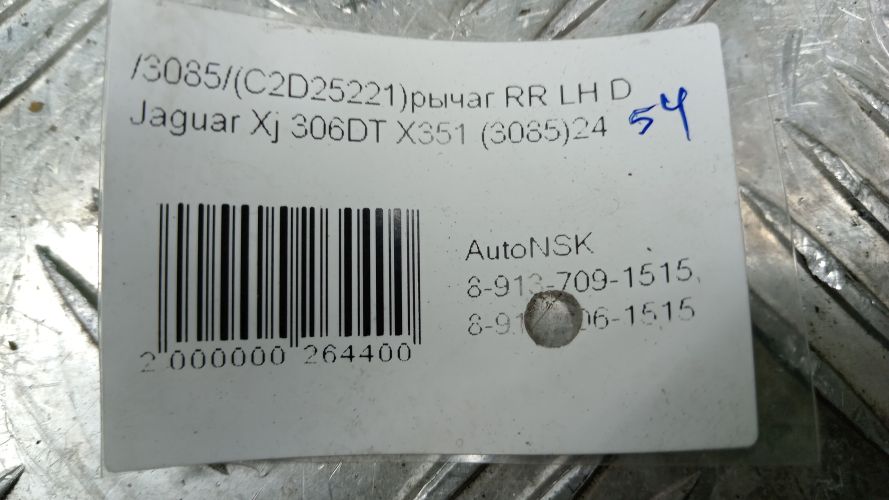 /3085/(C2D25221)рычаг RR LH D
Jaguar Xj 306DT X351 (3085)24 54
AutoNSK
8-913-709-1515,
2 000000 264400